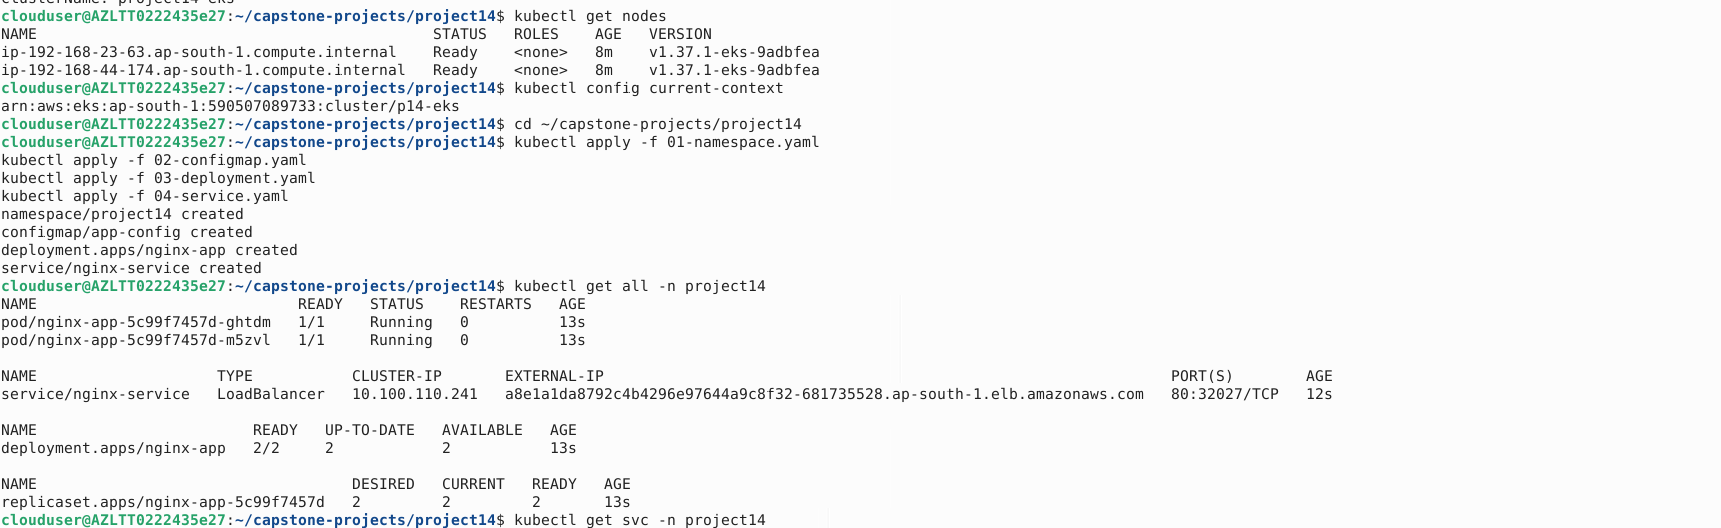 clusterName: project14-eks
clouduser@AZLTT0222435e27:~/capstone-projects/project14$ kubectl get nodes
NAME                                            STATUS   ROLES    AGE   VERSION
ip-192-168-23-63.ap-south-1.compute.internal    Ready    <none>   8m    v1.37.1-eks-9adbfea
ip-192-168-44-174.ap-south-1.compute.internal   Ready    <none>   8m    v1.37.1-eks-9adbfea
clouduser@AZLTT0222435e27:~/capstone-projects/project14$ kubectl config current-context
arn:aws:eks:ap-south-1:590507089733:cluster/p14-eks
clouduser@AZLTT0222435e27:~/capstone-projects/project14$ cd ~/capstone-projects/project14
clouduser@AZLTT0222435e27:~/capstone-projects/project14$ kubectl apply -f 01-namespace.yaml
kubectl apply -f 02-configmap.yaml
kubectl apply -f 03-deployment.yaml
kubectl apply -f 04-service.yaml
namespace/project14 created
configmap/app-config created
deployment.apps/nginx-app created
service/nginx-service created
clouduser@AZLTT0222435e27:~/capstone-projects/project14$ kubectl get all -n project14
NAME                             READY   STATUS    RESTARTS   AGE
pod/nginx-app-5c99f7457d-ghtdm   1/1     Running   0          13s
pod/nginx-app-5c99f7457d-m5zvl   1/1     Running   0          13s
NAME                    TYPE           CLUSTER-IP       EXTERNAL-IP                                                                PORT(S)        AGE
service/nginx-service   LoadBalancer   10.100.110.241   a8e1a1da8792c4b4296e97644a9c8f32-681735528.ap-south-1.elb.amazonaws.com   80:32027/TCP   12s
NAME                        READY   UP-TO-DATE   AVAILABLE   AGE
deployment.apps/nginx-app   2/2     2            2           13s
NAME                                   DESIRED   CURRENT   READY   AGE
replicaset.apps/nginx-app-5c99f7457d   2         2         2       13s
clouduser@AZLTT0222435e27:~/capstone-projects/project14$ kubectl get svc -n project14